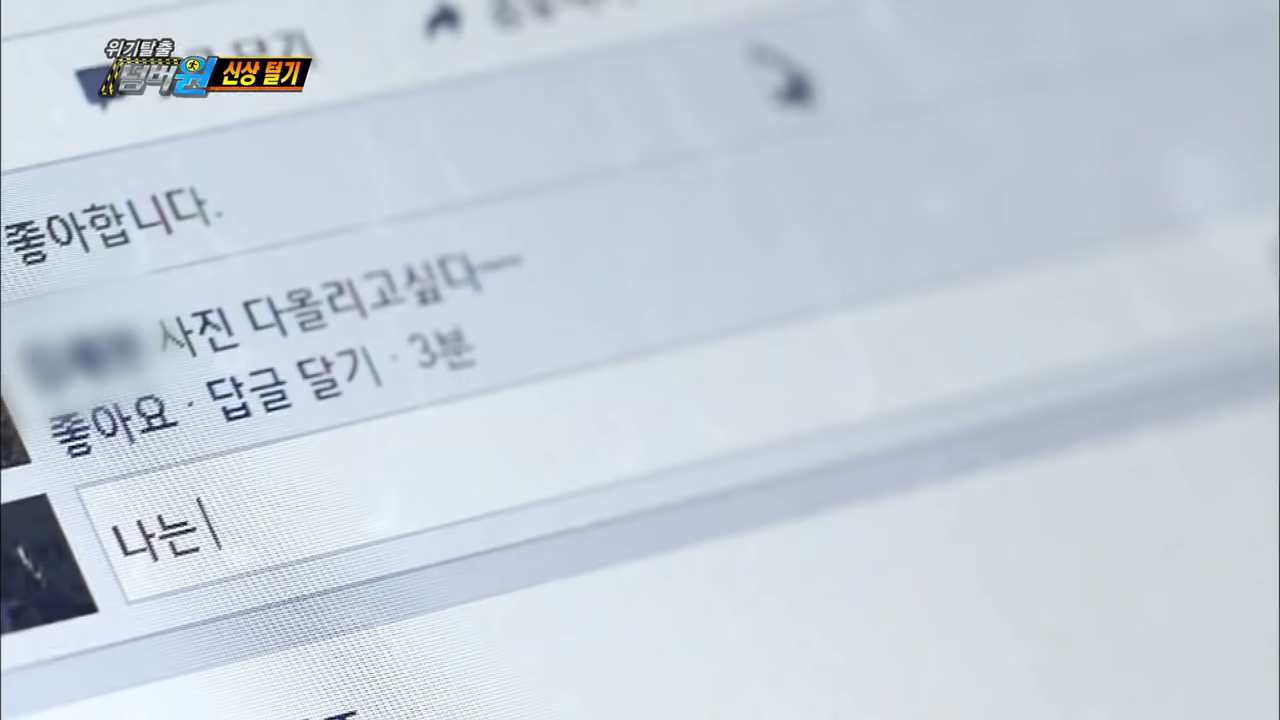 위기탈출
넘버원 신상 털기
좋아합니다.
사진 다올리고싶다ㅡ
좋아요 · 답글 달기 · 3분
나는